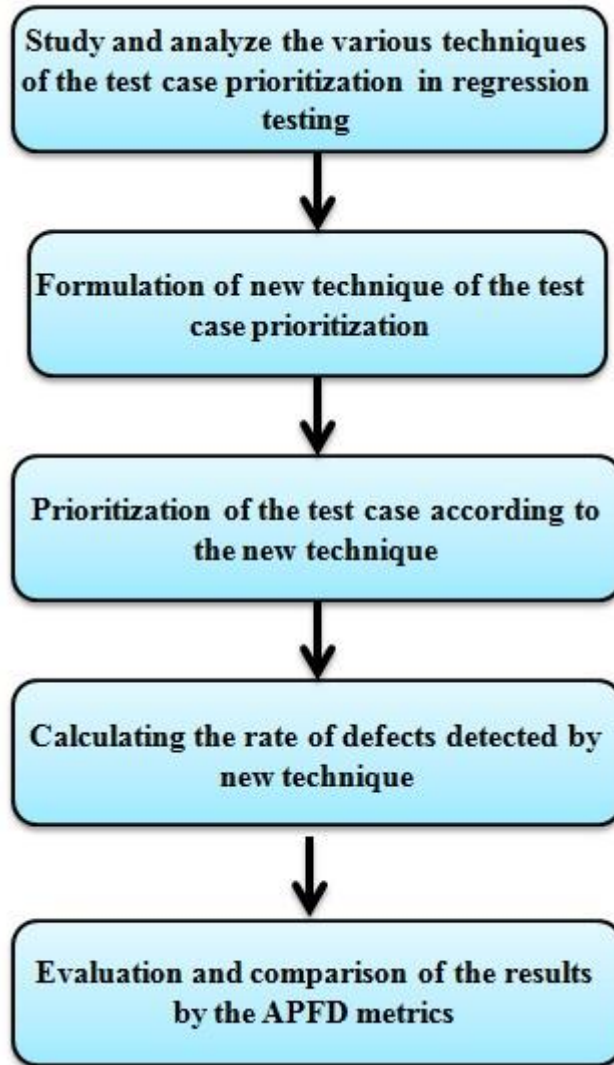 Study and analyze the various techniques
of the test case prioritization in regression
testing
Formulation of new technique of the test
case prioritization
Prioritization of the test case according to
the new technique
Calculating the rate of defects detected by
new technique
Evaluation and comparison of the results
by the APFD metrics